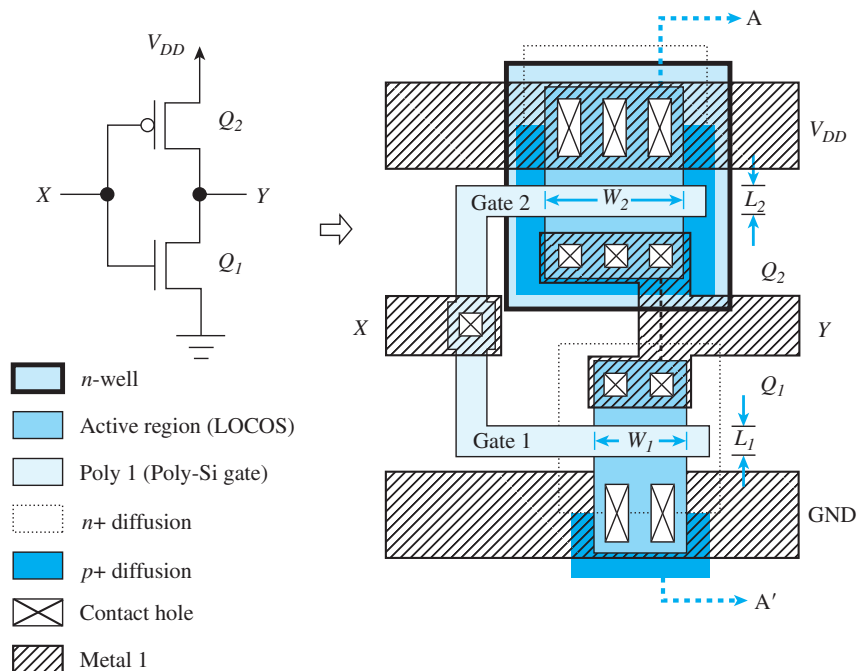 V_DD
Q_2
X
Y
Q_1
n-well
Active region (LOCOS)
Poly 1 (Poly-Si gate)
n+ diffusion
p+ diffusion
Contact hole
Metal 1
A
V_DD
Gate 2
W_2
L_2
Q_2
X
Y
Q_1
Gate 1
W_1
L_1
GND
A′